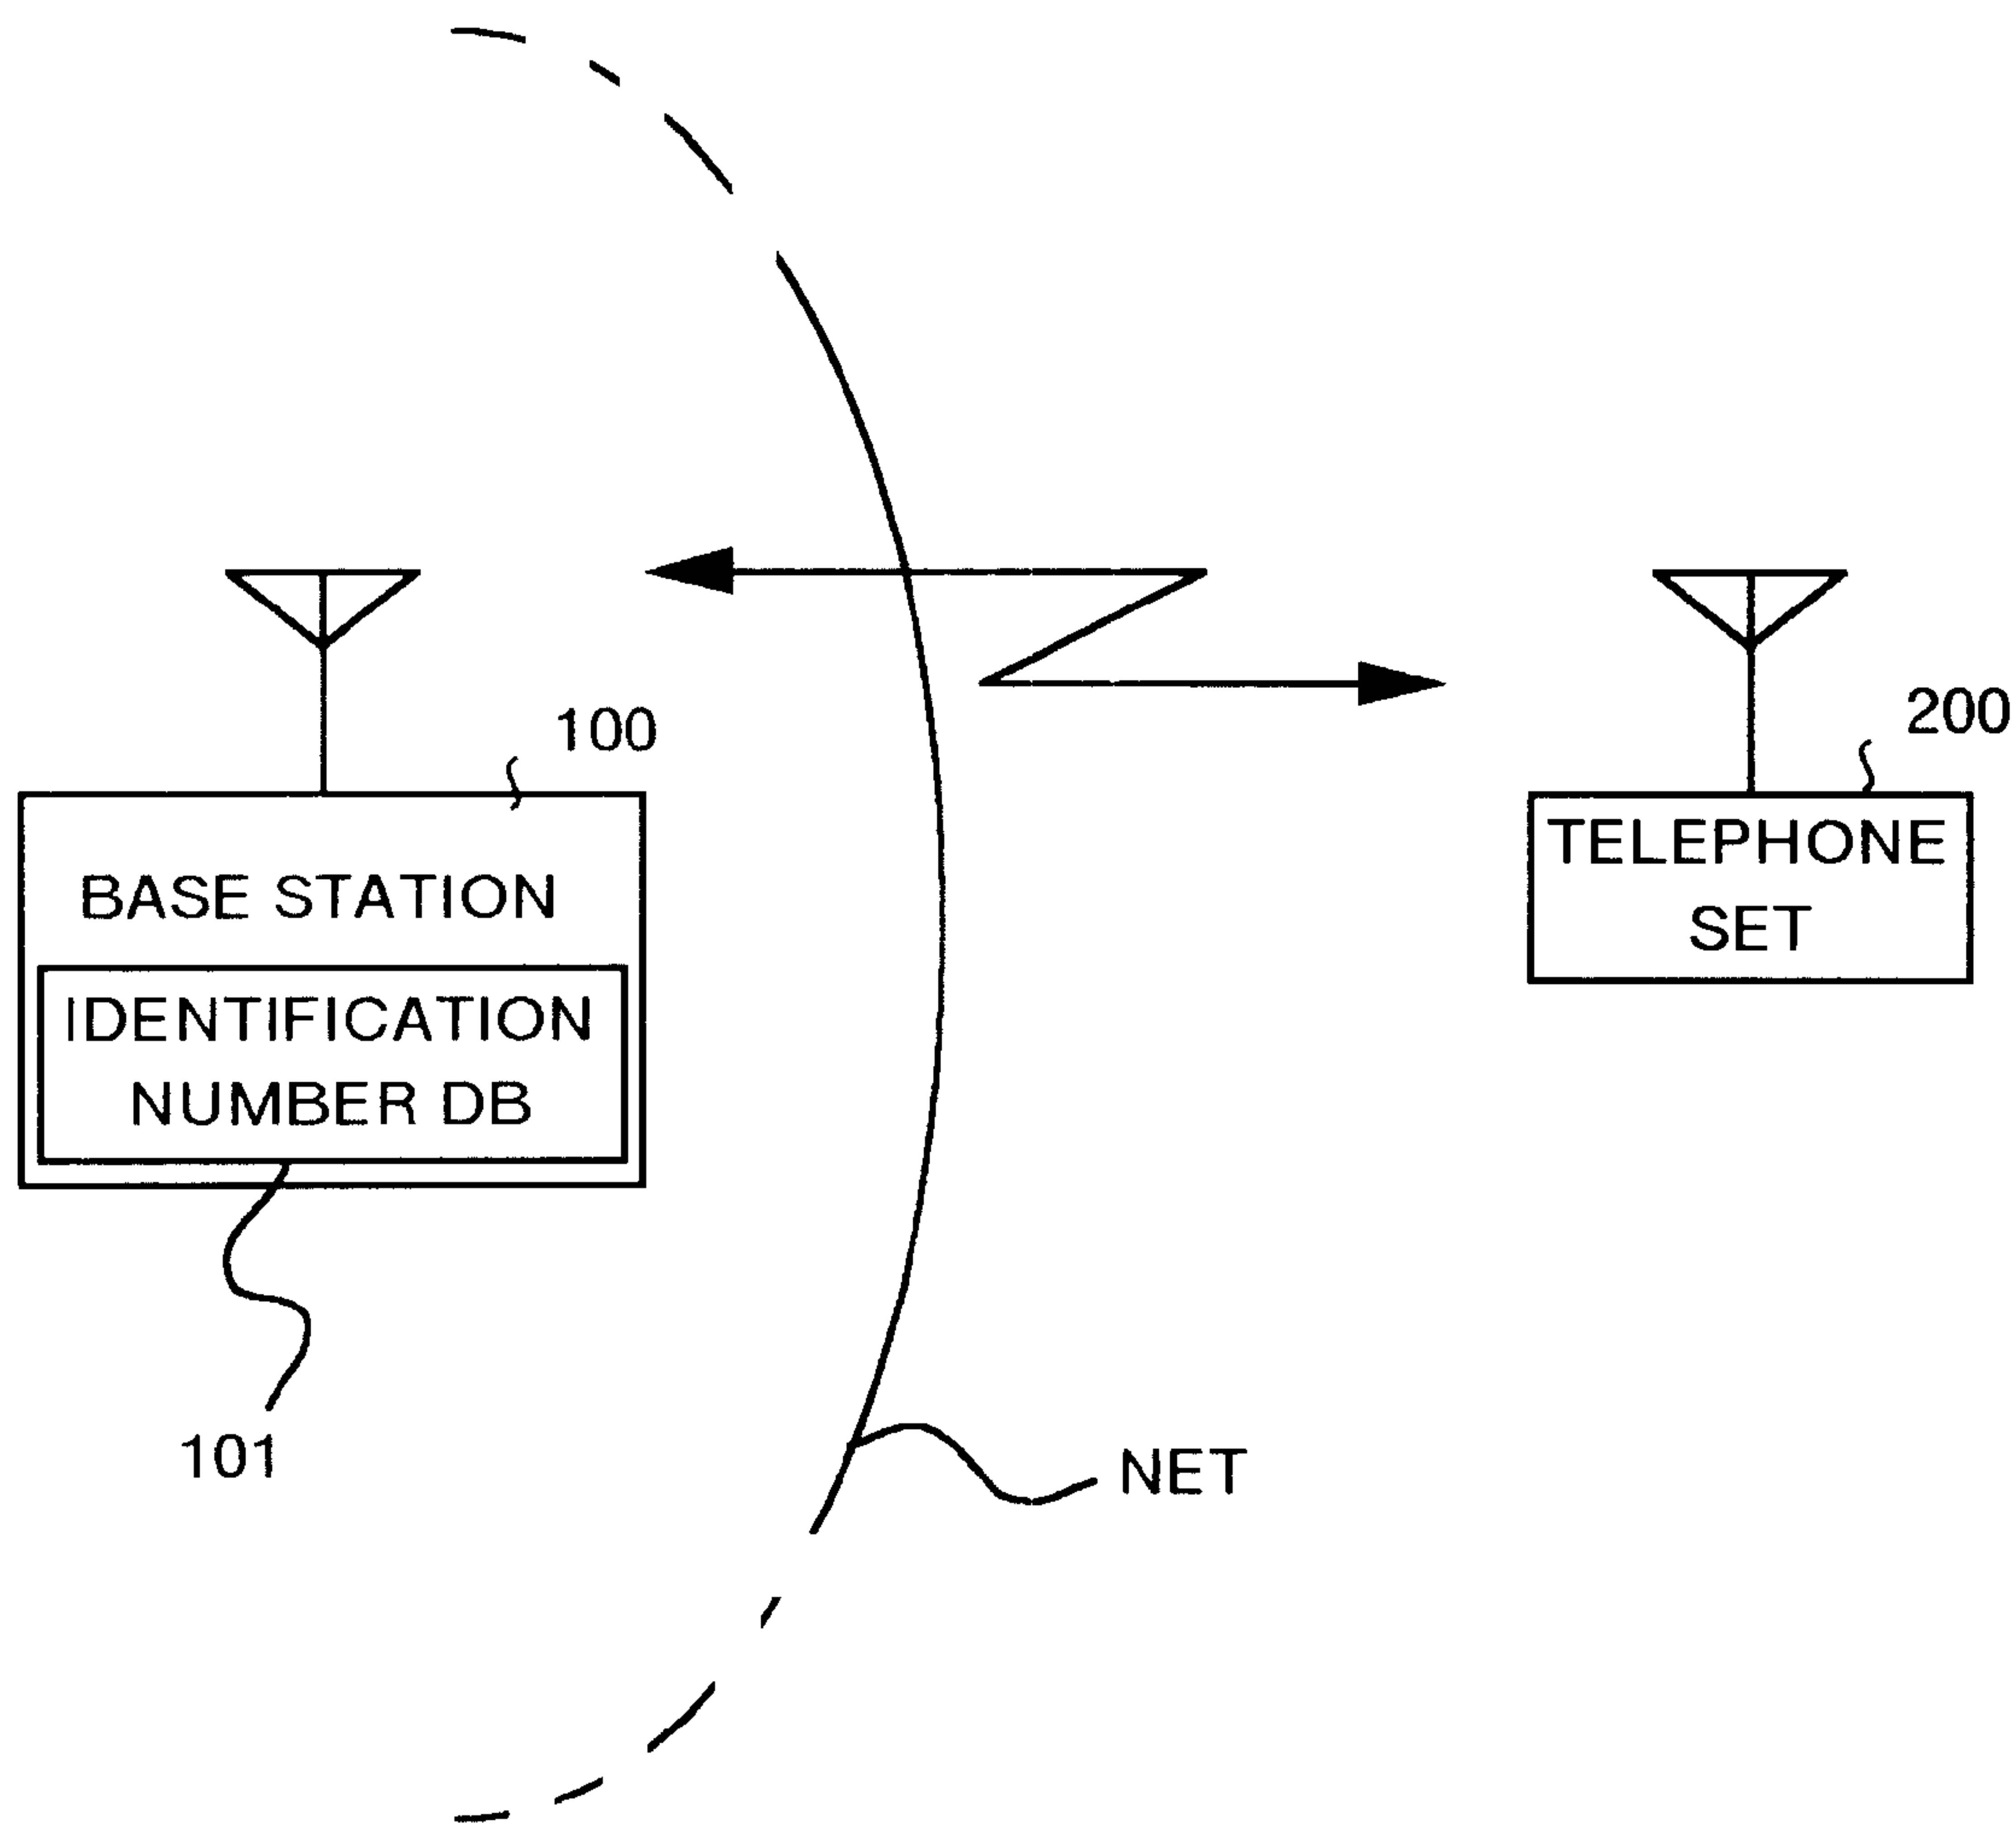 100
200
BASE STATION
IDENTIFICATION
NUMBER DB
TELEPHONE
SET
101
NET